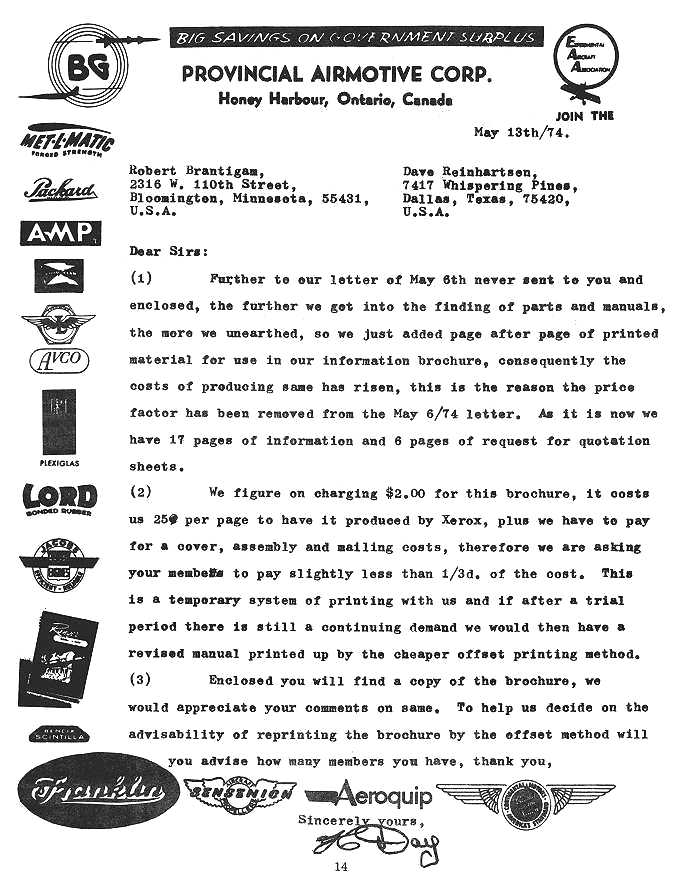 BIG SAVINGS ON GOVERNMENT SURPLUS
BG
EXPERIMENTAL
AIRCRAFT
ASSOCIATION
PROVINCIAL AIRMOTIVE CORP.
Honey Harbour, Ontario, Canada
JOIN THE
May 13th/74.
MET-L-MATIC
FORGED STRENGTH
Robert Brantigam,
2316 W. 110th Street,
Bloomington, Minnesota, 55431,
U.S.A.
Dave Reinhartsen,
7417 Whispering Pines,
Dallas, Texas, 75420,
U.S.A.
Packard
AMP
Dear Sirs:
(1) Further to our letter of May 6th never sent to you and
enclosed, the further we got into the finding of parts and manuals,
the more we unearthed, so we just added page after page of printed
material for use in our information brochure, consequently the
costs of producing same has risen, this is the reason the price
factor has been removed from the May 6/74 letter. As it is now we
have 17 pages of information and 6 pages of request for quotation
sheets.
AVCO
PLEXIGLAS
(2) We figure on charging $2.00 for this brochure, it costs
us 25¢ per page to have it produced by Xerox, plus we have to pay
for a cover, assembly and mailing costs, therefore we are asking
your members to pay slightly less than 1/3d. of the cost. This
is a temporary system of printing with us and if after a trial
period there is still a continuing demand we would then have a
revised manual printed up by the cheaper offset printing method.
LORD
BONDED RUBBER
JACOBS
(3) Enclosed you will find a copy of the brochure, we
would appreciate your comments on same. To help us decide on the
advisability of reprinting the brochure by the offset method will
you advise how many members you have, thank you,
BENDIX
SCINTILLA
Franklin
SENSENICH
Aeroquip
Sincerely yours,
Day
14